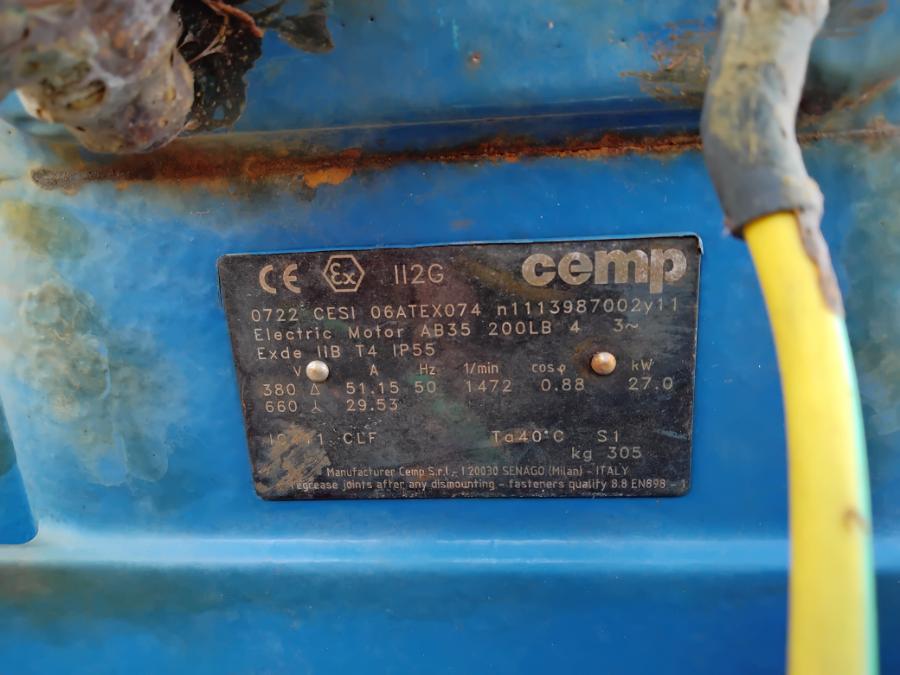 CE Ex II2G cemp
0722 CESI 06ATEX074 n1113987002y11
Electric Motor AB35 200LB 4 3~
Exde IIB T4 IP55
V A Hz 1/min cosφ kW
380 Δ 51.15 50 1472 0.88 27.0
660 ⅄ 29.53
CLF Ta40°C S1
kg 305
Manufacturer Cemp S.r.l. - I 20030 SENAGO (Milan) - ITALY
regrease joints after any dismounting - fasteners quality 8.8 EN898 -